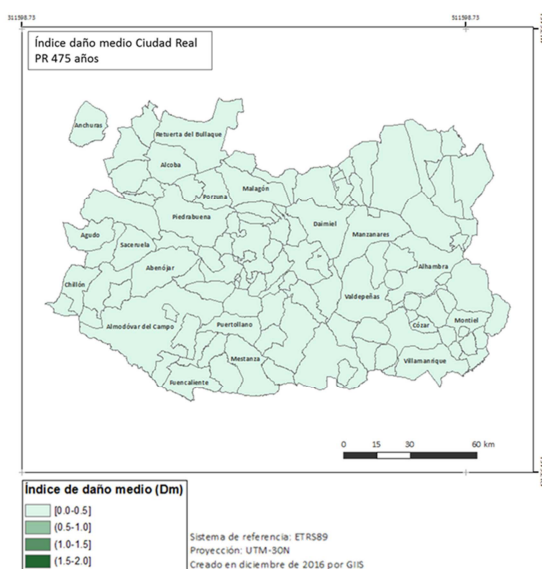 311598.73
311598.73
Índice daño medio Ciudad Real
PR 475 años
Anchuras
Retuerta del Bullaque
Alcoba
Porzuna
Malagón
Piedrabuena
Daimiel
Manzanares
Agudo
Saceruela
Abenójar
Alhambra
Chillón
Valdepeñas
Almodóvar del Campo
Puertollano
Cózar
Montiel
Mestanza
Villamanrique
Fuencaliente
0 15 30 60 km
Índice de daño medio (Dm)
[0.0-0.5]
(0.5-1.0]
(1.0-1.5]
(1.5-2.0]
Sistema de referencia: ETRS89
Proyección: UTM-30N
Creado en diciembre de 2016 por GIIS